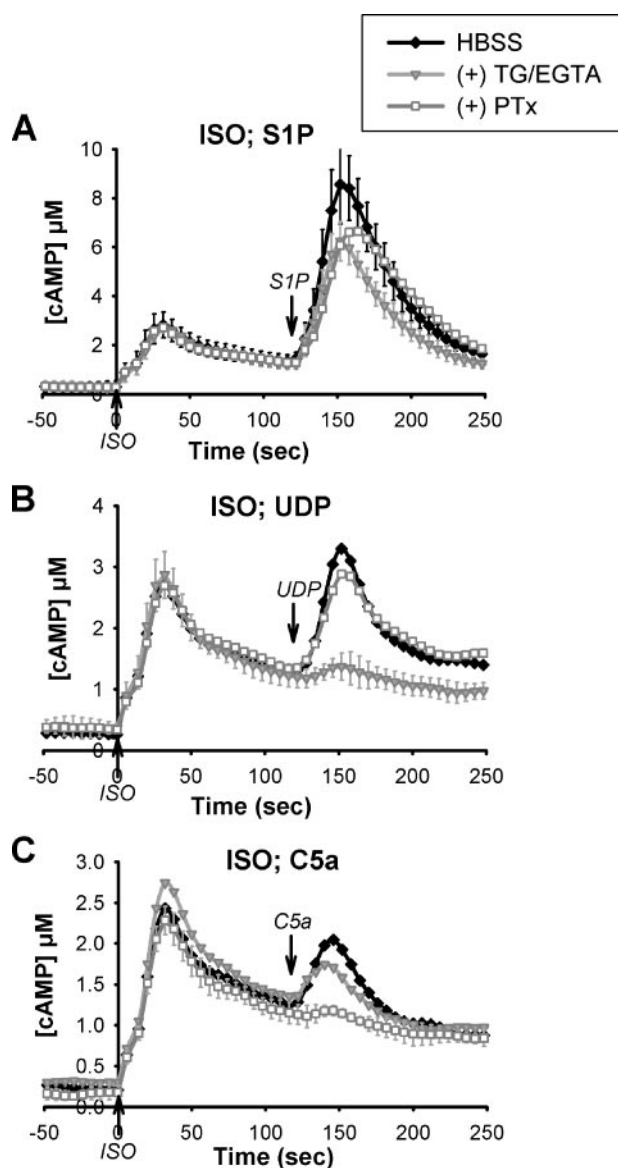 HBSS
(+) TG/EGTA
(+) PTx
A
ISO; S1P
10
8
6
4
2
0
[cAMP] µM
S1P
-50 0 50 100 150 200 250
ISO
Time (sec)
B
ISO; UDP
4
3
2
1
0
[cAMP] µM
UDP
-50 0 50 100 150 200 250
ISO
Time (sec)
C
ISO; C5a
3.0
2.5
2.0
1.5
1.0
0.5
0.0
[cAMP] µM
C5a
-50 0 50 100 150 200 250
ISO
Time (sec)